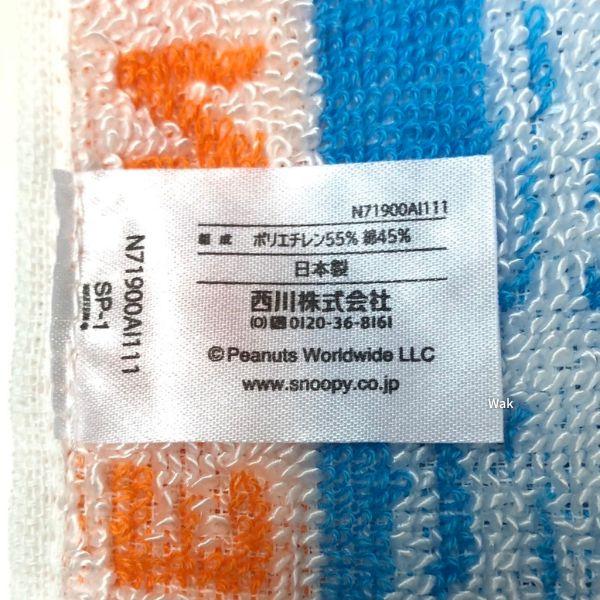 N71900AI111
組成 ポリエチレン55% 綿45%
日本製
西川株式会社
0120-36-8161
©Peanuts Worldwide LLC
www.snoopy.co.jp
N71900AI111
SP-1
Wak